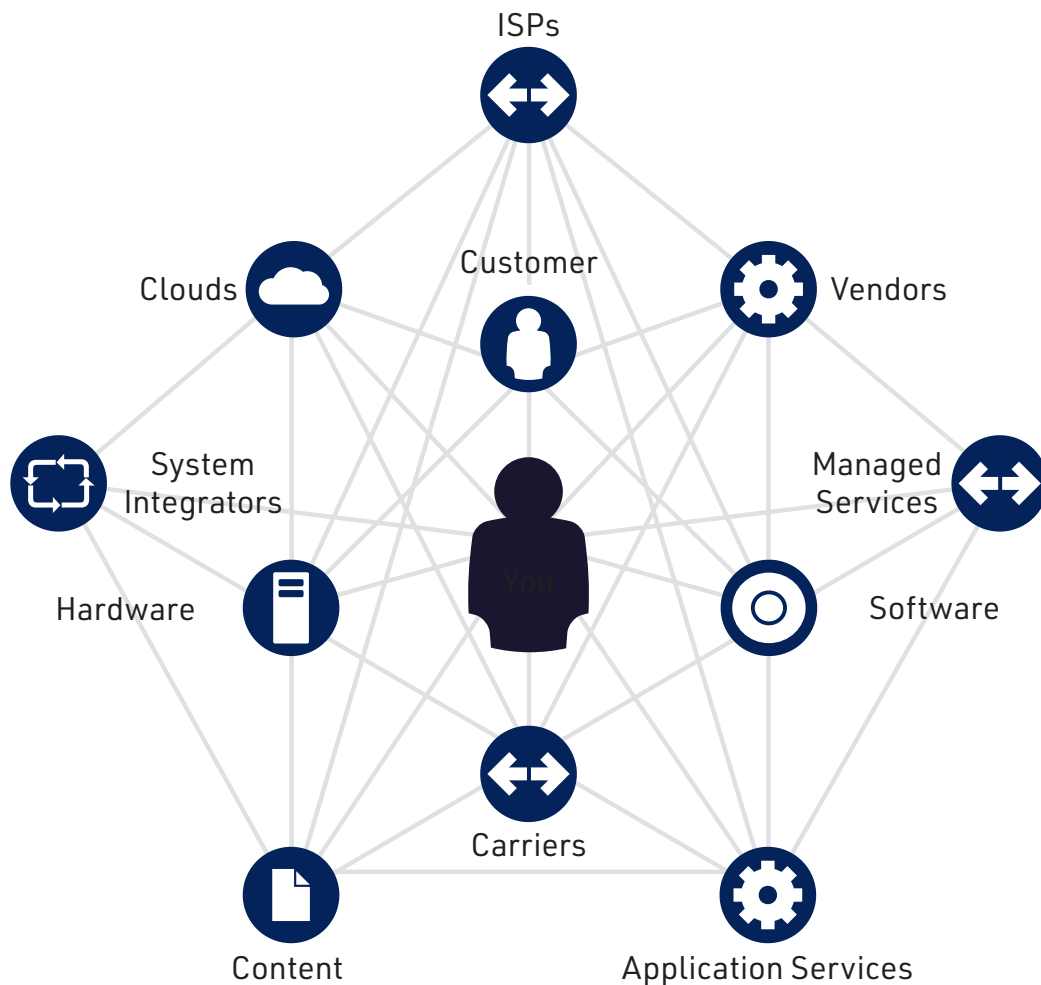 ISPs
Customer
Clouds
Vendors
System
Integrators
Managed
Services
You
Hardware
Software
Carriers
Content
Application Services